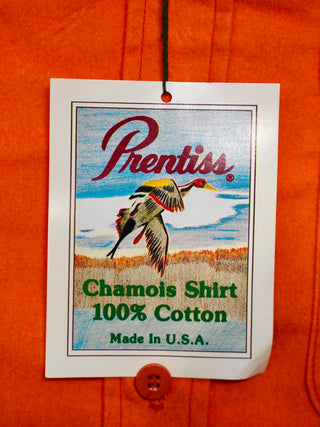 Prentiss®
Chamois Shirt
100% Cotton
Made In U.S.A.